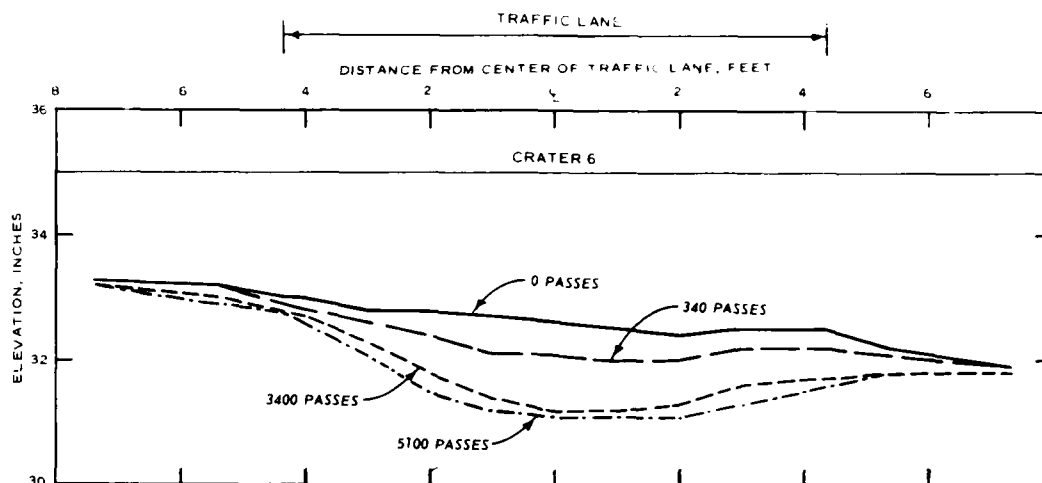 TRAFFIC LANE
DISTANCE FROM CENTER OF TRAFFIC LANE, FEET
8 6 4 2 ℄ 2 4 6
36
CRATER 6
34
ELEVATION, INCHES
0 PASSES
340 PASSES
32
3400 PASSES
5100 PASSES
30